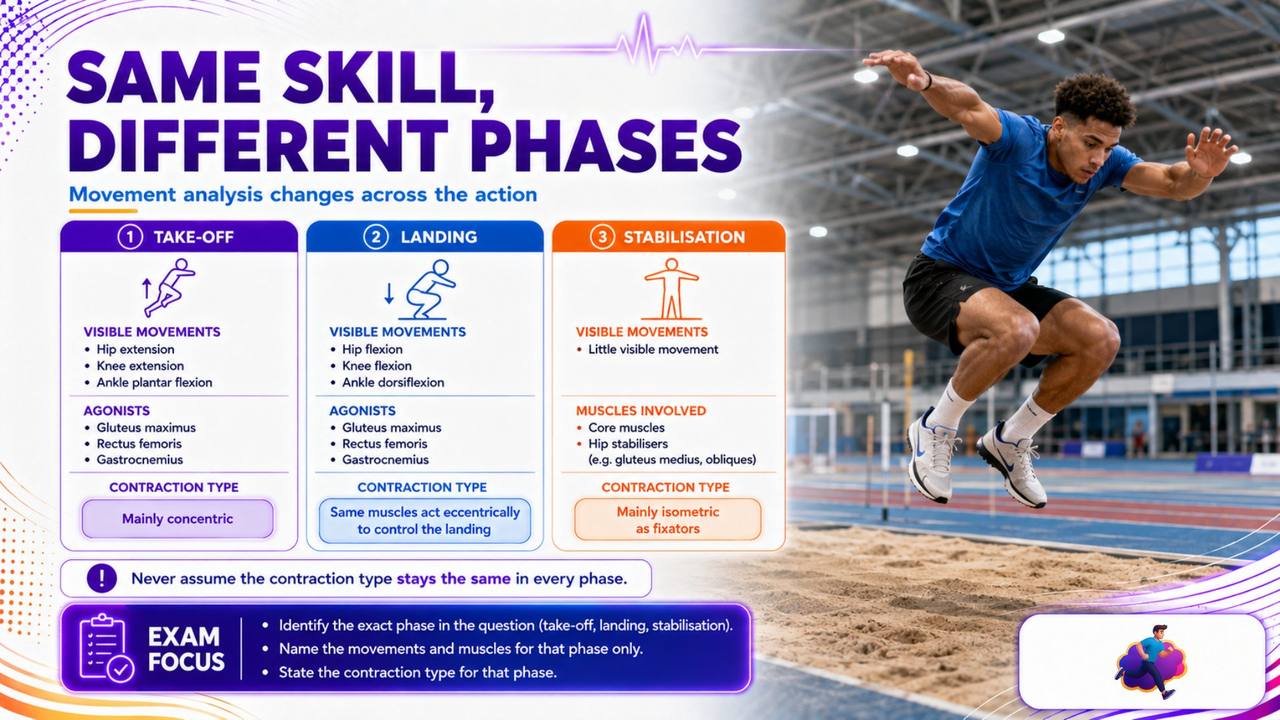 SAME SKILL,
DIFFERENT PHASES
Movement analysis changes across the action
1 TAKE-OFF
VISIBLE MOVEMENTS
• Hip extension
• Knee extension
• Ankle plantar flexion
AGONISTS
• Gluteus maximus
• Rectus femoris
• Gastrocnemius
CONTRACTION TYPE
Mainly concentric
2 LANDING
VISIBLE MOVEMENTS
• Hip flexion
• Knee flexion
• Ankle dorsiflexion
AGONISTS
• Gluteus maximus
• Rectus femoris
• Gastrocnemius
CONTRACTION TYPE
Same muscles act eccentrically
to control the landing
3 STABILISATION
VISIBLE MOVEMENTS
• Little visible movement
MUSCLES INVOLVED
• Core muscles
• Hip stabilisers
(e.g. gluteus medius, obliques)
CONTRACTION TYPE
Mainly isometric
as fixators
! Never assume the contraction type stays the same in every phase.
EXAM
FOCUS
• Identify the exact phase in the question (take-off, landing, stabilisation).
• Name the movements and muscles for that phase only.
• State the contraction type for that phase.